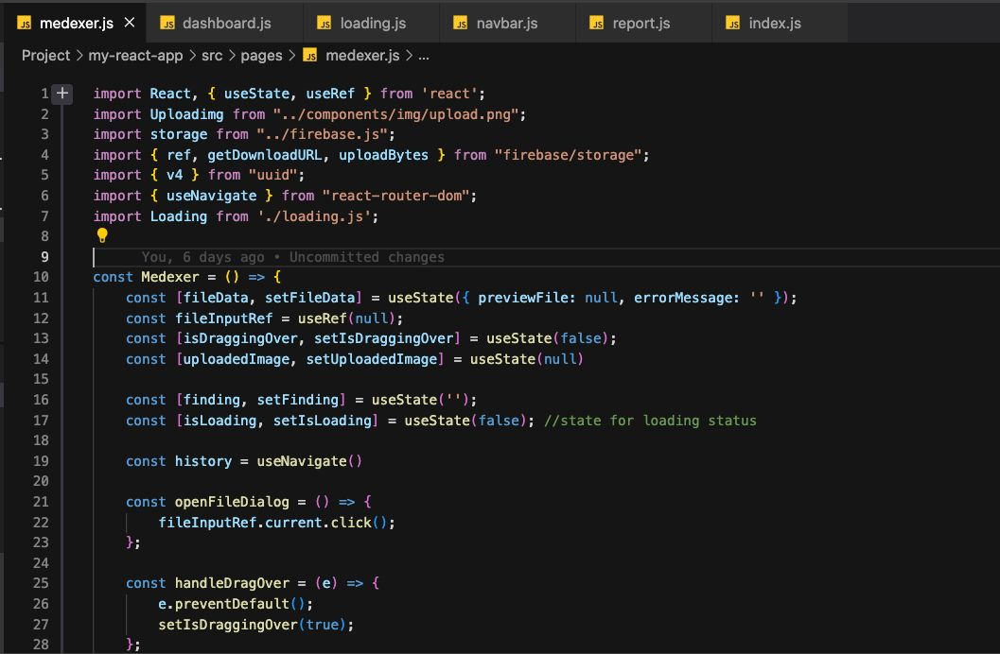 JS medexer.js × JS dashboard.js JS loading.js JS navbar.js JS report.js JS index.js
Project > my-react-app > src > pages > JS medexer.js > ...
1 + import React, { useState, useRef } from 'react';
2 import Uploadimg from "../components/img/upload.png";
3 import storage from "../firebase.js";
4 import { ref, getDownloadURL, uploadBytes } from "firebase/storage";
5 import { v4 } from "uuid";
6 import { useNavigate } from "react-router-dom";
7 import Loading from './loading.js';
8
9 You, 6 days ago • Uncommitted changes
10 const Medexer = () => {
11 const [fileData, setFileData] = useState({ previewFile: null, errorMessage: '' });
12 const fileInputRef = useRef(null);
13 const [isDraggingOver, setIsDraggingOver] = useState(false);
14 const [uploadedImage, setUploadedImage] = useState(null)
15
16 const [finding, setFinding] = useState('');
17 const [isLoading, setIsLoading] = useState(false); //state for loading status
18
19 const history = useNavigate()
20
21 const openFileDialog = () => {
22 fileInputRef.current.click();
23 };
24
25 const handleDragOver = (e) => {
26 e.preventDefault();
27 setIsDraggingOver(true);
28 };